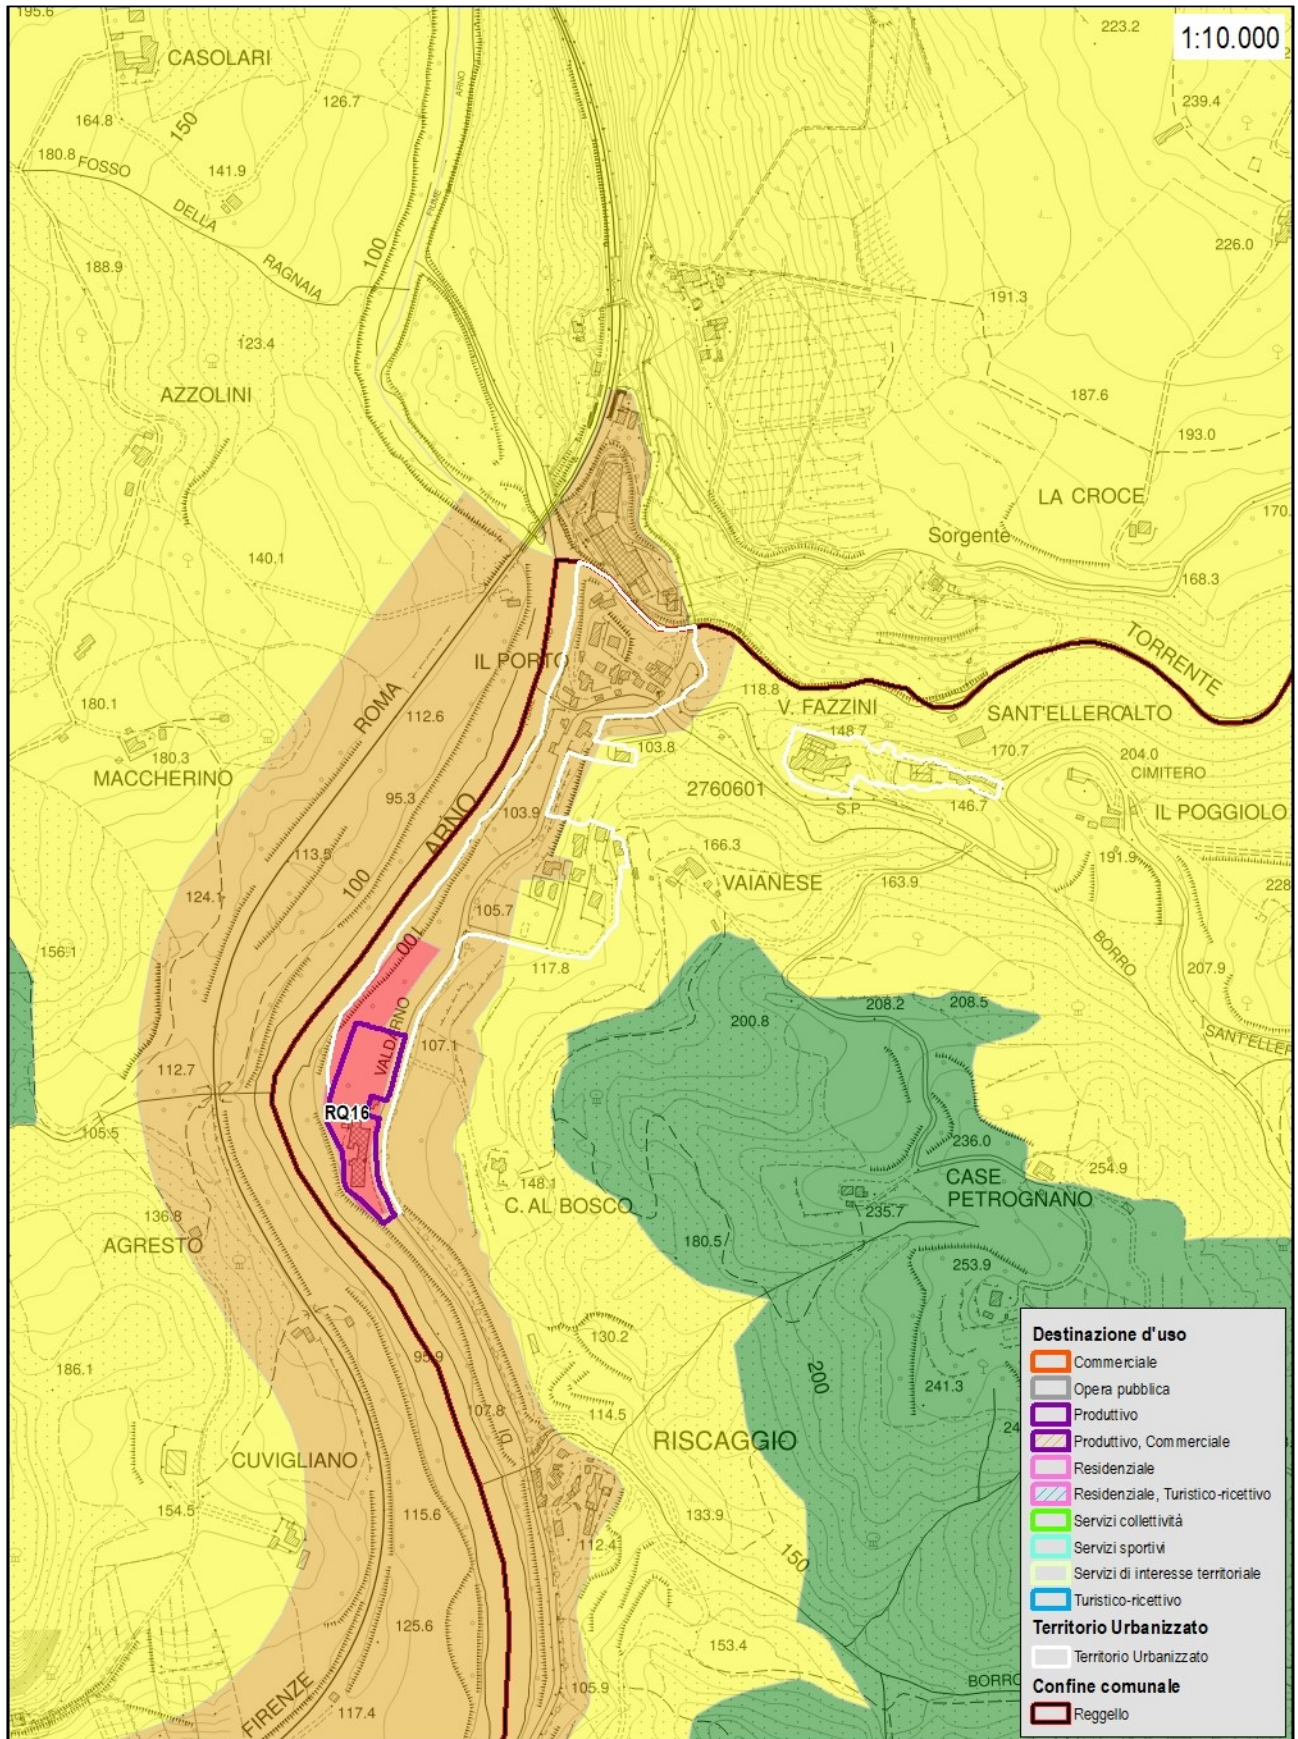 195.6
1:10.000
223.2
CASOLARI
ARNO
126.7
239.4
164.8
150
180.8
FOSSO
141.9
DELLA
FIUME
226.0
188.9
100
RAGNAIA
191.3
123.4
AZZOLINI
187.6
193.0
LA CROCE
170.
Sorgente
140.1
168.3
TORRENTE
IL PORTO
118.8
ROMA
V. FAZZINI
180.1
112.6
SANT'ELLERO
ALTO
148.7
103.8
170.7
204.0
180.3
CIMITERO
MACCHERINO
2760601
95.3
146.7
ARNO
103.9
S.P.
IL POGGIOLO
166.3
113.5
191.9
100
VAIANESE
163.9
228
124.1
105.7
100
BORRO
156.1
117.8
207.9
208.2
208.5
200.8
VALDARNO
107.1
SANT'ELLER
112.7
RQ16
105.5
236.0
254.9
148.1
CASE
PETROGNANO
C. AL BOSCO
235.7
136.8
AGRESTO
180.5
253.9
130.2
95.9
186.1
200
241.3
107.8
114.5
24
DI
RISCAGGIO
CUVIGLIANO
154.5
115.6
133.9
112.4
150
125.6
153.4
FIRENZE
105.9
BORRO
117.4
Destinazione d'uso
Commerciale
Opera pubblica
Produttivo
Produttivo, Commerciale
Residenziale
Residenziale, Turistico-ricettivo
Servizi collettività
Servizi sportivi
Servizi di interesse territoriale
Turistico-ricettivo
Territorio Urbanizzato
Territorio Urbanizzato
Confine comunale
Reggello